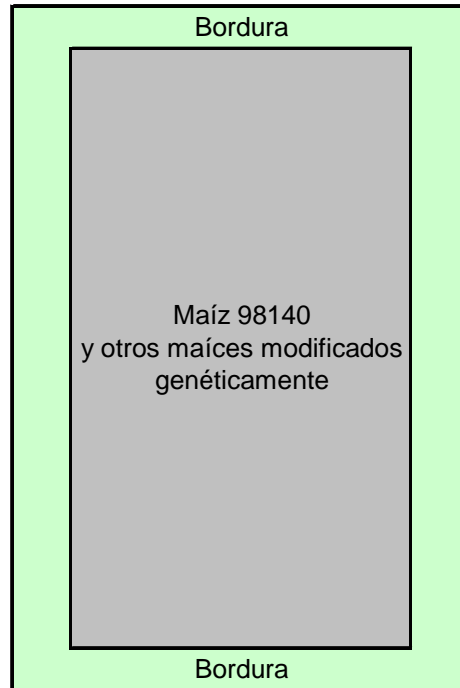 Bordura
Maíz 98140
y otros maíces modificados
genéticamente
Bordura